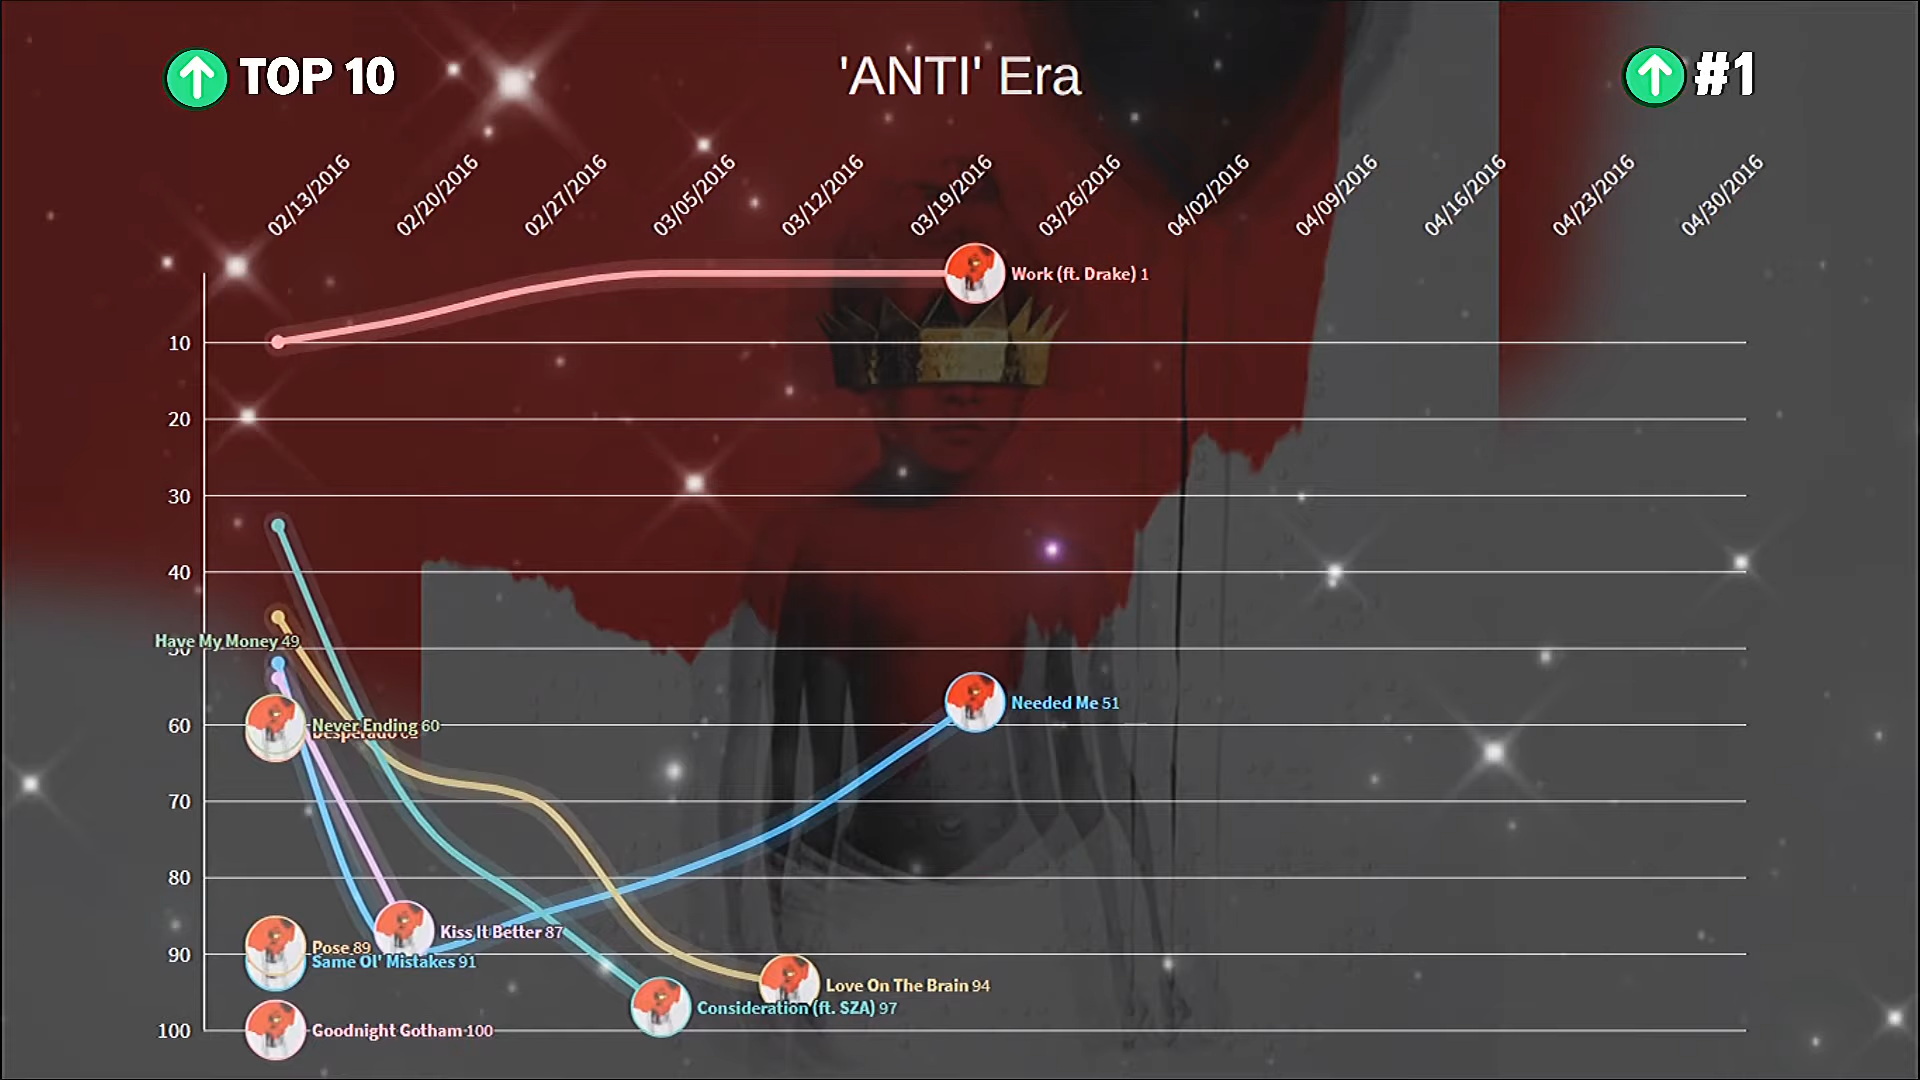 TOP 10
'ANTI' Era
#1
02/13/2016
02/20/2016
02/27/2016
03/05/2016
03/12/2016
03/19/2016
03/26/2016
04/02/2016
04/09/2016
04/16/2016
04/23/2016
04/30/2016
Work (ft. Drake) 1
10
20
30
40
Have My Money 49
50
Needed Me 51
60
Never Ending 60
Desperado
70
80
Kiss It Better 87
Pose 89
90
Same Ol' Mistakes 91
Love On The Brain 94
Consideration (ft. SZA) 97
100
Goodnight Gotham 100